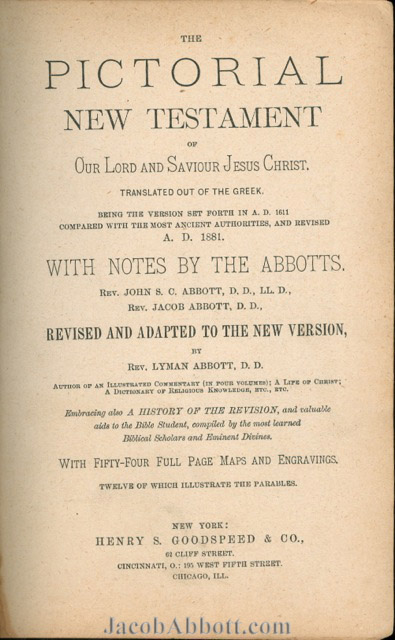 THE
PICTORIAL
NEW TESTAMENT
OF
OUR LORD AND SAVIOUR JESUS CHRIST.
TRANSLATED OUT OF THE GREEK.
BEING THE VERSION SET FORTH IN A. D. 1611
COMPARED WITH THE MOST ANCIENT AUTHORITIES, AND REVISED
A. D. 1881.
WITH NOTES BY THE ABBOTTS.
REV. JOHN S. C. ABBOTT, D. D., LL. D.,
REV. JACOB ABBOTT, D. D.,
REVISED AND ADAPTED TO THE NEW VERSION,
BY
REV. LYMAN ABBOTT, D. D.
AUTHOR OF AN ILLUSTRATED COMMENTARY (IN FOUR VOLUMES); A LIFE OF CHRIST;
A DICTIONARY OF RELIGIOUS KNOWLEDGE, ETC., ETC.
Embracing also A HISTORY OF THE REVISION, and valuable
aids to the Bible Student, compiled by the most learned
Biblical Scholars and Eminent Divines.
WITH FIFTY-FOUR FULL PAGE MAPS AND ENGRAVINGS.
TWELVE OF WHICH ILLUSTRATE THE PARABLES.
NEW YORK:
HENRY S. GOODSPEED & CO.,
61 CLIFF STREET.
CINCINNATI, O.: 195 WEST FIFTH STREET.
CHICAGO, ILL.
JacobAbbott.com